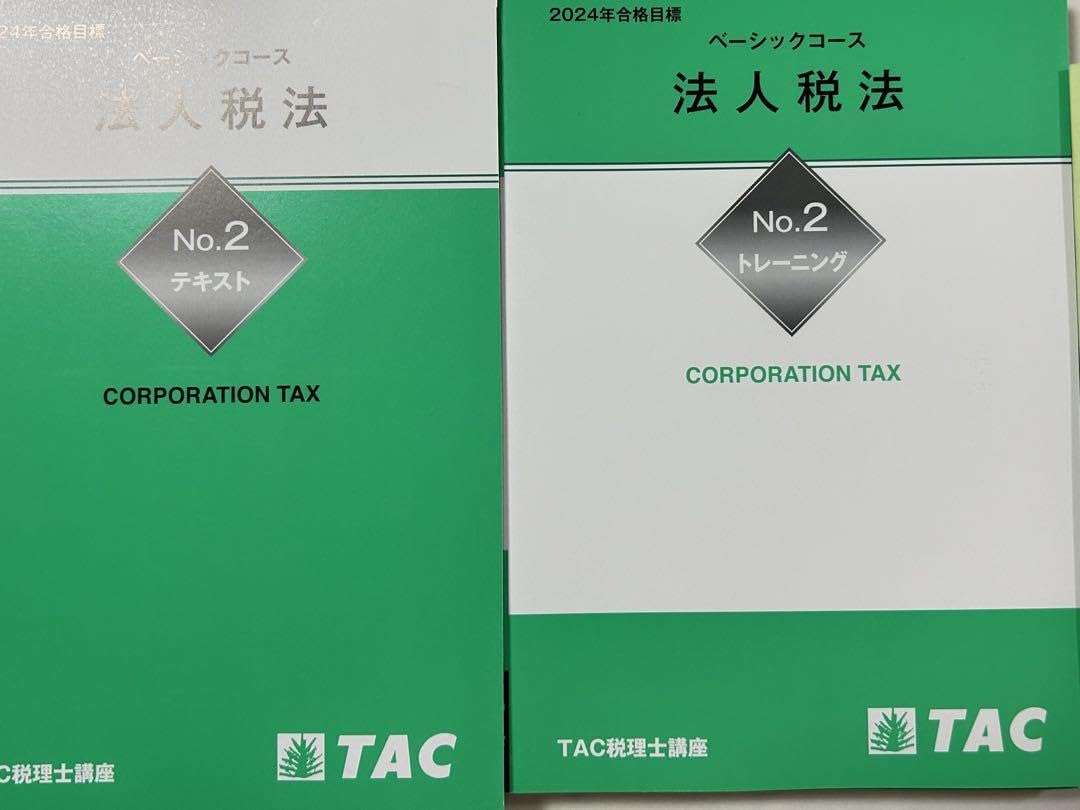 24年合格目標
ベーシックコース
法人税法
No.2
テキスト
CORPORATION TAX
C税理士講座
TAC
2024年合格目標
ベーシックコース
法人税法
No.2
トレーニング
CORPORATION TAX
TAC税理士講座
TAC